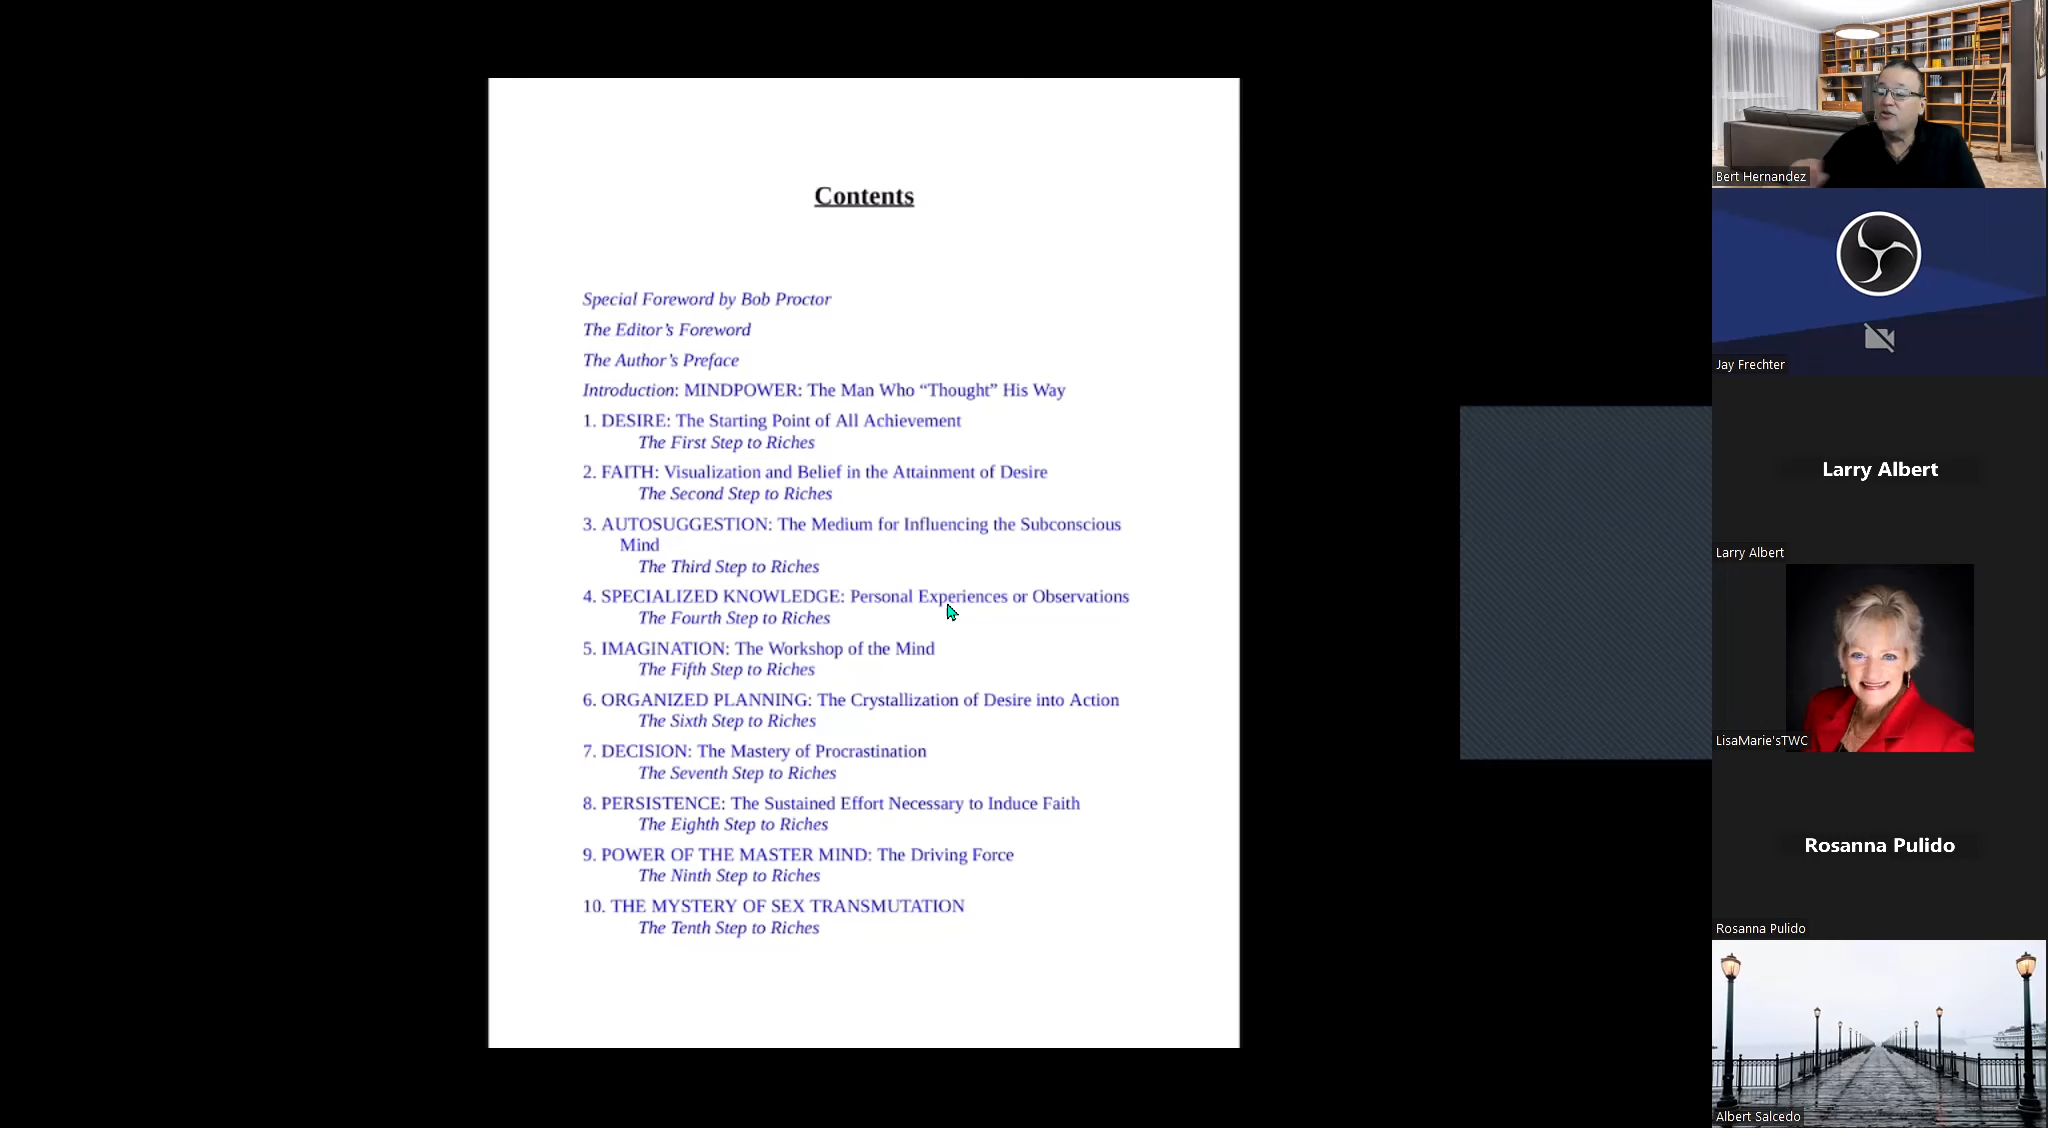 Contents
Special Foreword by Bob Proctor
The Editor’s Foreword
The Author’s Preface
Introduction: MINDPOWER: The Man Who “Thought” His Way
1. DESIRE: The Starting Point of All Achievement
The First Step to Riches
2. FAITH: Visualization and Belief in the Attainment of Desire
The Second Step to Riches
3. AUTOSUGGESTION: The Medium for Influencing the Subconscious
Mind
The Third Step to Riches
4. SPECIALIZED KNOWLEDGE: Personal Experiences or Observations
The Fourth Step to Riches
5. IMAGINATION: The Workshop of the Mind
The Fifth Step to Riches
6. ORGANIZED PLANNING: The Crystallization of Desire into Action
The Sixth Step to Riches
7. DECISION: The Mastery of Procrastination
The Seventh Step to Riches
8. PERSISTENCE: The Sustained Effort Necessary to Induce Faith
The Eighth Step to Riches
9. POWER OF THE MASTER MIND: The Driving Force
The Ninth Step to Riches
10. THE MYSTERY OF SEX TRANSMUTATION
The Tenth Step to Riches
Bert Hernandez
Jay Frechter
Larry Albert
Larry Albert
LisaMarie'sTWC
Rosanna Pulido
Rosanna Pulido
Albert Salcedo